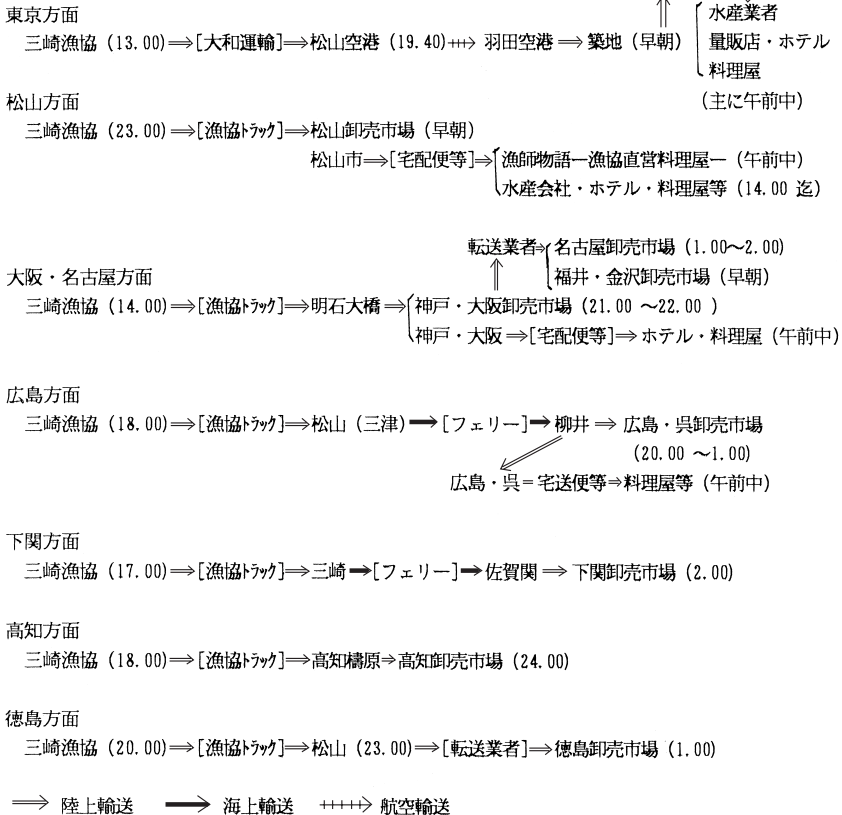 東京方面
水産業者
三崎漁協 (13.00)⇒[大和運輸]⇒松山空港 (19.40)⇢ 羽田空港 ⇒ 築地 (早朝) 量販店・ホテル
料理屋
松山方面 (主に午前中)
三崎漁協 (23.00)⇒[漁協トラック]⇒松山卸売市場 (早朝)
松山市⇒[宅配便等]⇒漁師物語ー漁協直営料理屋ー (午前中)
水産会社・ホテル・料理屋等 (14.00 迄)
転送業者⇒名古屋卸売市場 (1.00〜2.00)
福井・金沢卸売市場 (早朝)
大阪・名古屋方面
三崎漁協 (14.00)⇒[漁協トラック]⇒明石大橋 ⇒神戸・大阪卸売市場 (21.00 〜22.00 )
神戸・大阪 ⇒[宅配便等]⇒ホテル・料理屋 (午前中)
広島方面
三崎漁協 (18.00)⇒[漁協トラック]⇒松山 (三津)→[フェリー]→柳井 ⇒ 広島・呉卸売市場
(20.00 〜1.00)
広島・呉=宅送便等⇒料理屋等 (午前中)
下関方面
三崎漁協 (17.00)⇒[漁協トラック]⇒三崎→[フェリー]→佐賀関 ⇒ 下関卸売市場 (2.00)
高知方面
三崎漁協 (18.00)⇒[漁協トラック]⇒高知檮原⇒高知卸売市場 (24.00)
徳島方面
三崎漁協 (20.00)⇒[漁協トラック]⇒松山 (23.00)⇒[転送業者]⇒徳島卸売市場 (1.00)
⇒ 陸上輸送 → 海上輸送 ⇢ 航空輸送